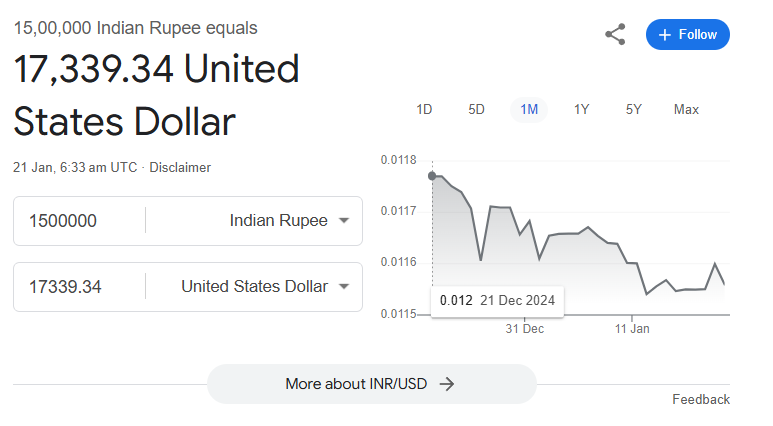 15,00,000 Indian Rupee equals
17,339.34 United
States Dollar
21 Jan, 6:33 am UTC · Disclaimer
1500000 Indian Rupee
17339.34 United States Dollar
+ Follow
1D 5D 1M 1Y 5Y Max
0.0118
0.0117
0.0116
0.0115
0.012 21 Dec 2024
31 Dec 11 Jan
More about INR/USD →
Feedback